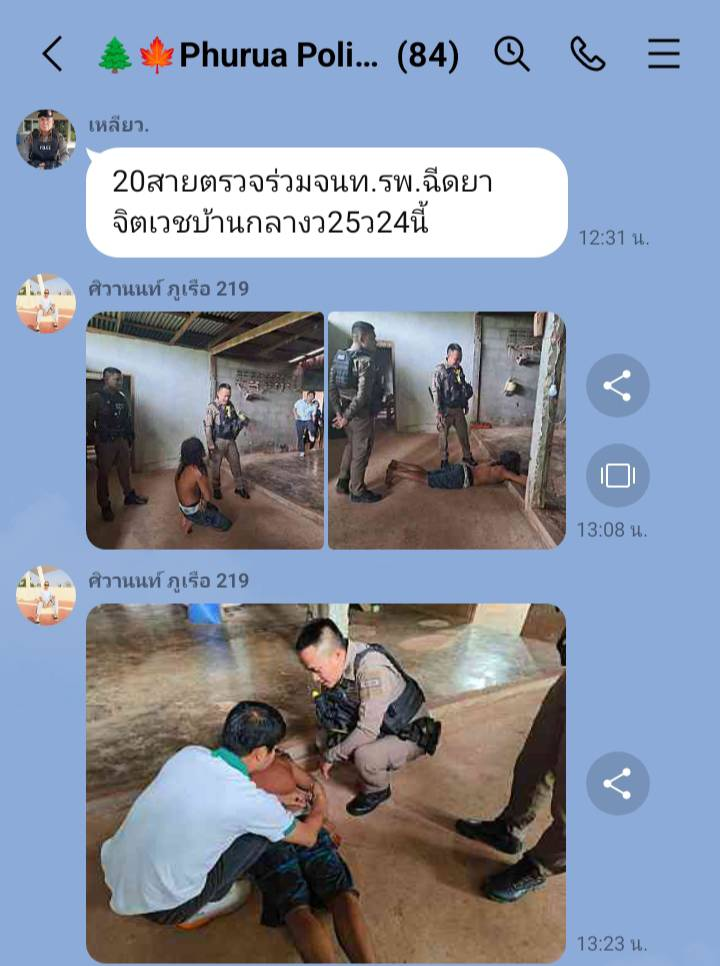 Phurua Poli... (84)
เหลียว.
20สายตรวจร่วมจนท.รพ.ฉีดยา
จิตเวชบ้านกลางว25ว24นี้
12:31 น.
ศิวานนท์ ภูเรือ 219
13:08 น.
ศิวานนท์ ภูเรือ 219
13:23 น.